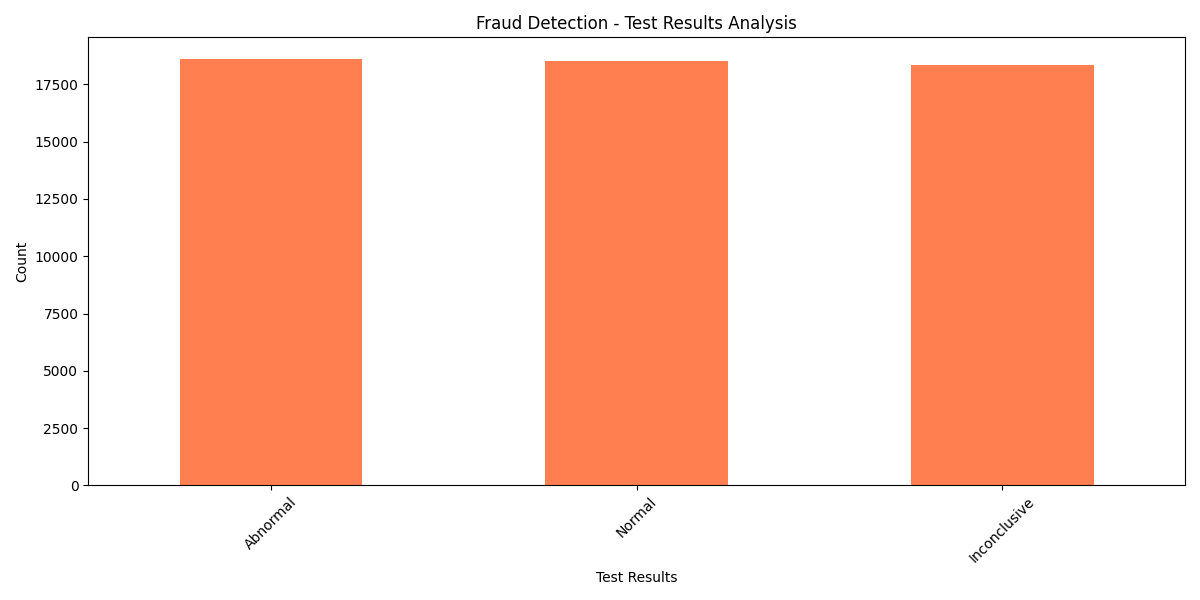 Fraud Detection - Test Results Analysis
17500
15000
12500
10000
7500
5000
2500
0
Count
Abnormal
Normal
Inconclusive
Test Results